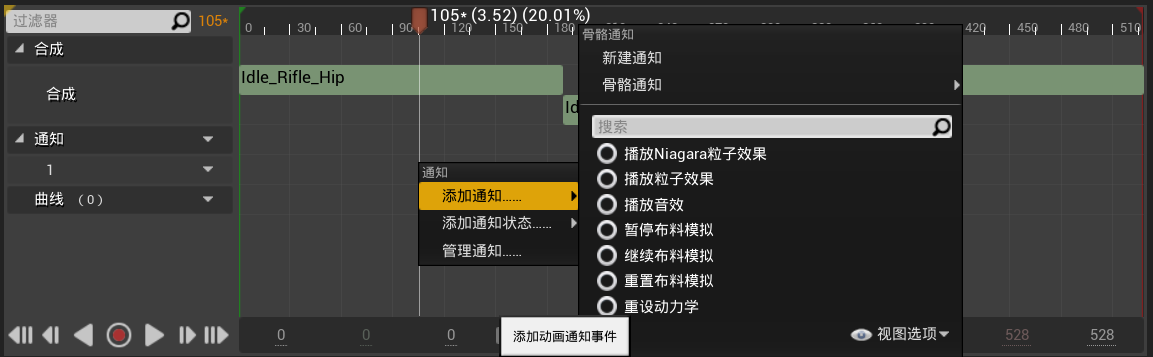 过滤器 105*
105* (3.52) (20.01%)
0 30 60 90 120 150 420 450 480 510
合成
Idle_Rifle_Hip
合成
Id
通知
1
曲线 ( 0 )
通知
添加通知......
添加通知状态......
管理通知......
骨骼通知
新建通知
骨骼通知
搜索
播放Niagara粒子效果
播放粒子效果
播放音效
暂停布料模拟
继续布料模拟
重置布料模拟
重设动力学
视图选项
0 0 0 528 528
添加动画通知事件